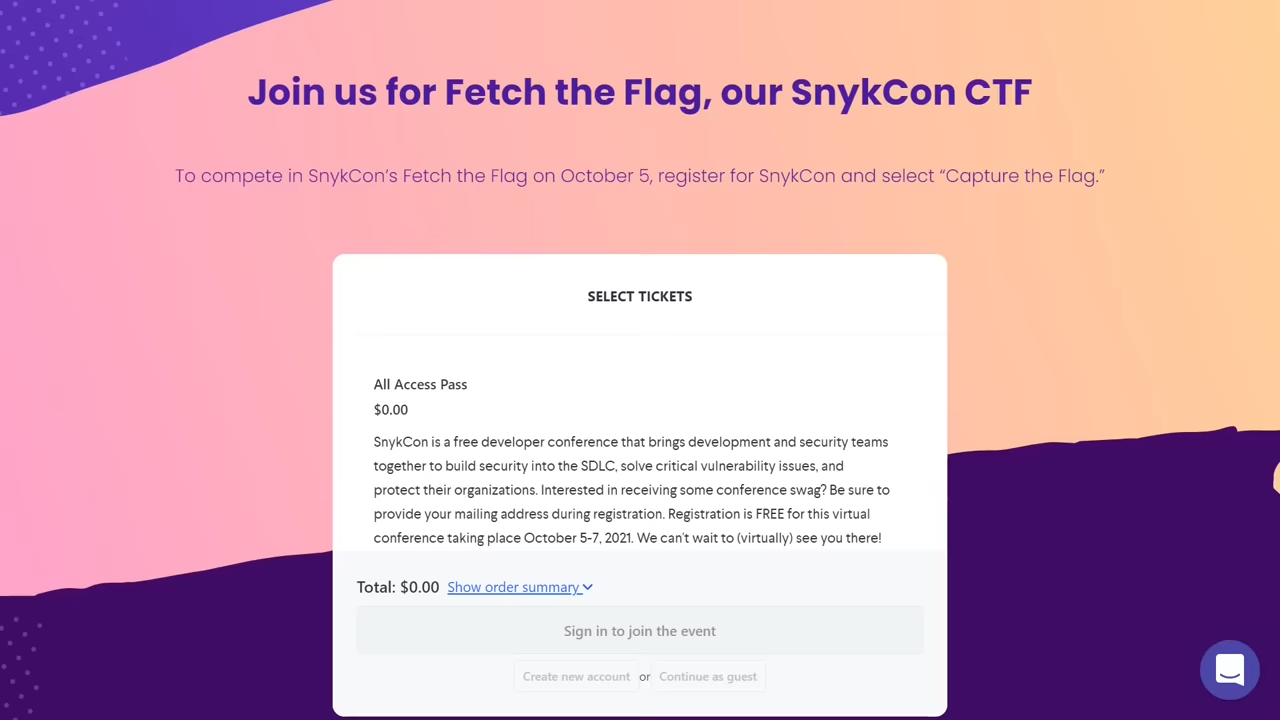 Join us for Fetch the Flag, our SnykCon CTF
To compete in SnykCon’s Fetch the Flag on October 5, register for SnykCon and select “Capture the Flag.”
SELECT TICKETS
All Access Pass
$0.00
SnykCon is a free developer conference that brings development and security teams
together to build security into the SDLC, solve critical vulnerability issues, and
protect their organizations. Interested in receiving some conference swag? Be sure to
provide your mailing address during registration. Registration is FREE for this virtual
conference taking place October 5-7, 2021. We can’t wait to (virtually) see you there!
Total: $0.00 Show order summary
Sign in to join the event
Create new account or Continue as guest